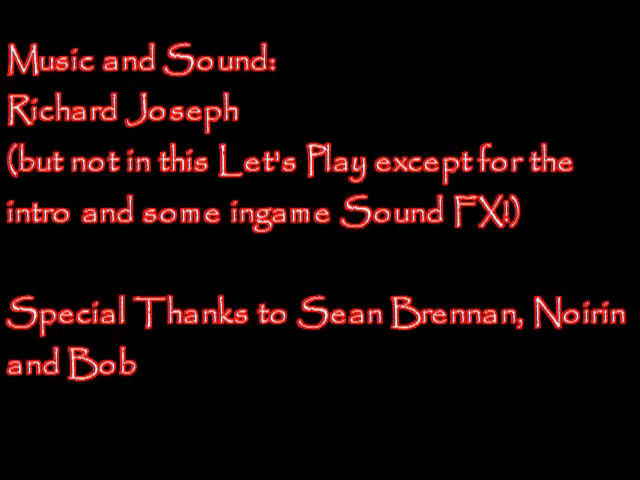 Music and Sound:
Richard Joseph
(but not in this Let's Play except for the
intro and some ingame Sound FX!)
Special Thanks to Sean Brennan, Noirin
and Bob